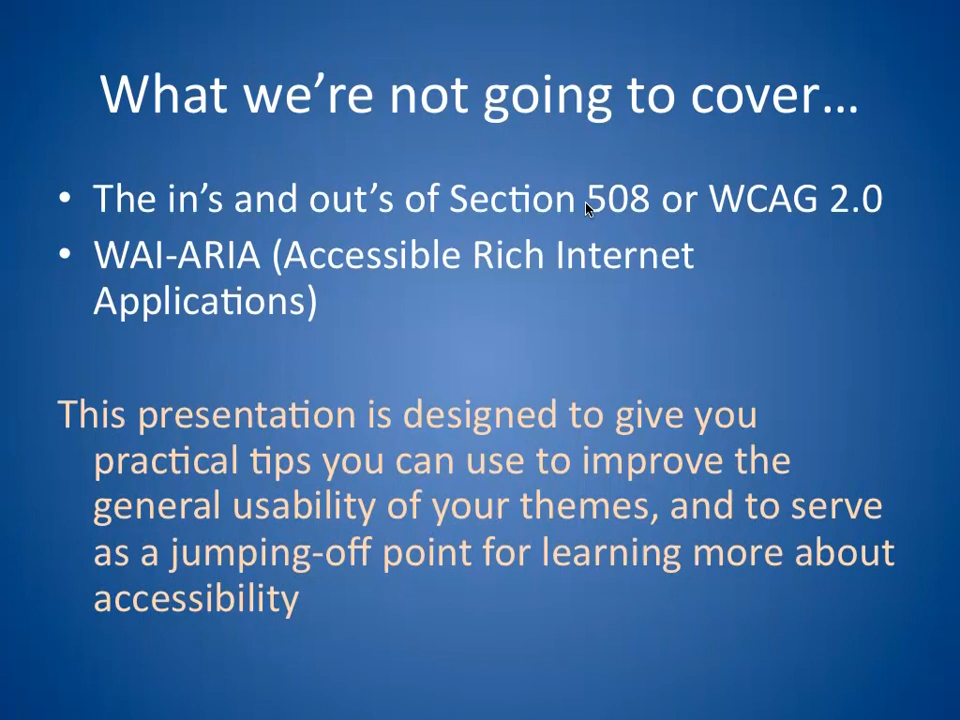 What we’re not going to cover…
• The in’s and out’s of Section 508 or WCAG 2.0
• WAI-ARIA (Accessible Rich Internet
Applications)
This presentation is designed to give you
practical tips you can use to improve the
general usability of your themes, and to serve
as a jumping-off point for learning more about
accessibility